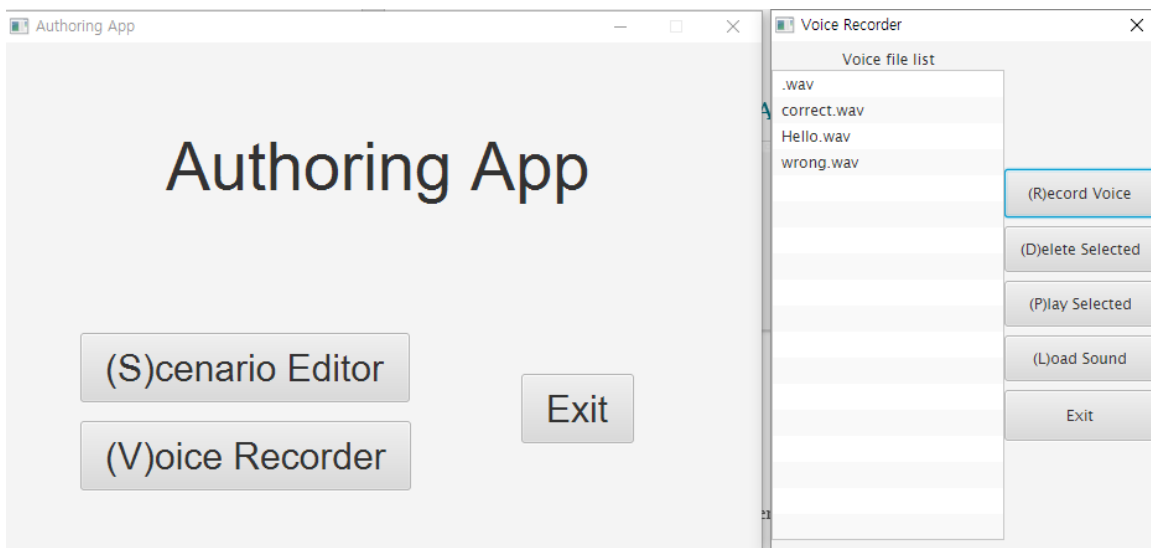 Authoring App
Authoring App
(S)cenario Editor
(V)oice Recorder
Exit
Voice Recorder
Voice file list
.wav
correct.wav
Hello.wav
wrong.wav
(R)ecord Voice
(D)elete Selected
(P)lay Selected
(L)oad Sound
Exit